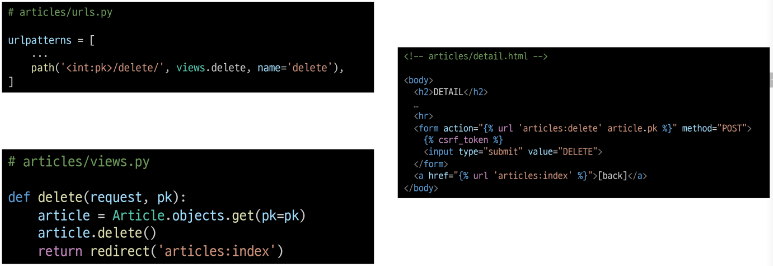 # articles/urls.py
urlpatterns = [
    ...
    path('<int:pk>/delete/', views.delete, name='delete'),
]
# articles/views.py
def delete(request, pk):
    article = Article.objects.get(pk=pk)
    article.delete()
    return redirect('articles:index')
<!-- articles/detail.html -->
<body>
  <h2>DETAIL</h2>
  …
  <hr>
  <form action="{% url 'articles:delete' article.pk %}" method="POST">
    {% csrf_token %}
    <input type="submit" value="DELETE">
  </form>
  <a href="{% url 'articles:index' %}">[back]</a>
</body>